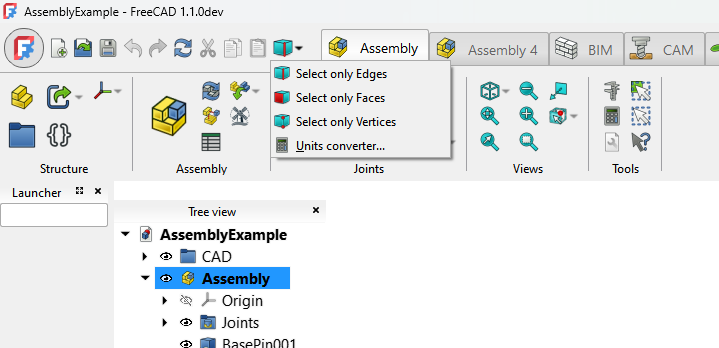 AssemblyExample - FreeCAD 1.1.0dev
Assembly
Assembly 4
BIM
CAM
Select only Edges
Select only Faces
Select only Vertices
Units converter...
Structure
Assembly
Joints
Views
Tools
Launcher
Tree view
AssemblyExample
CAD
Assembly
Origin
Joints
BasePin001